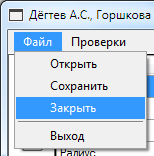 Дёгтев А.С., Горшкова
Файл Проверки
Открыть
Сохранить
Закрыть
Выход
Радиус